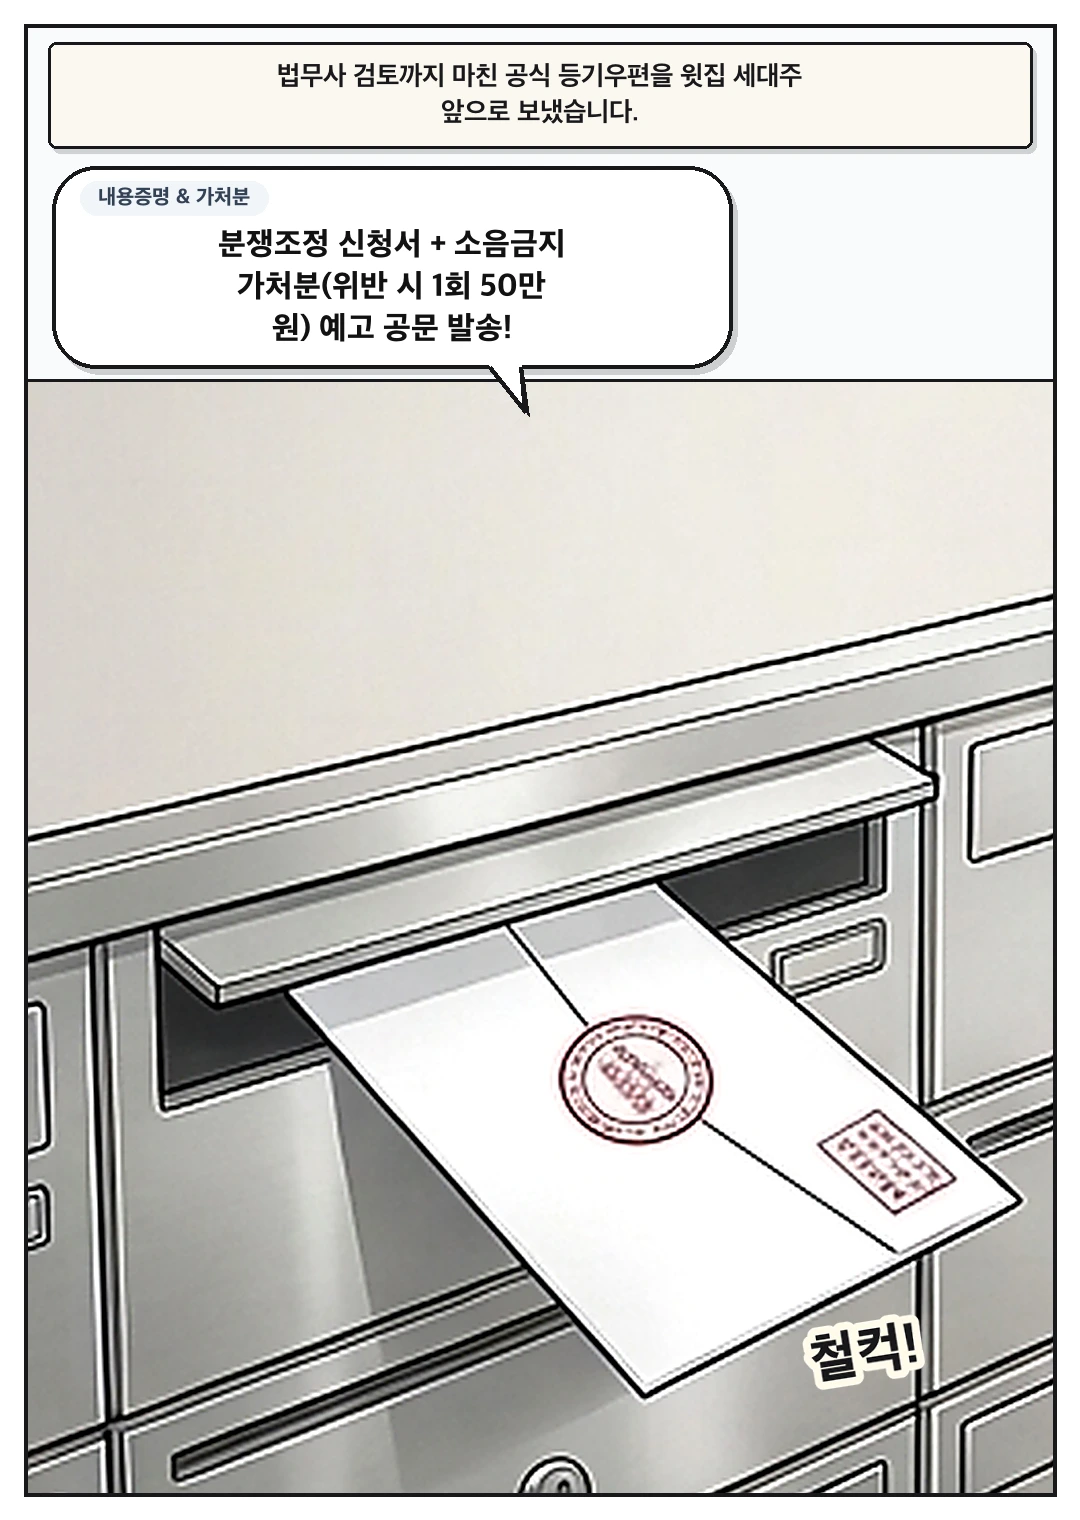 법무사 검토까지 마친 공식 등기우편을 윗집 세대주
앞으로 보냈습니다.
내용증명 & 가처분
분쟁조정 신청서 + 소음금지
가처분(위반 시 1회 50만
원) 예고 공문 발송!
철컥!